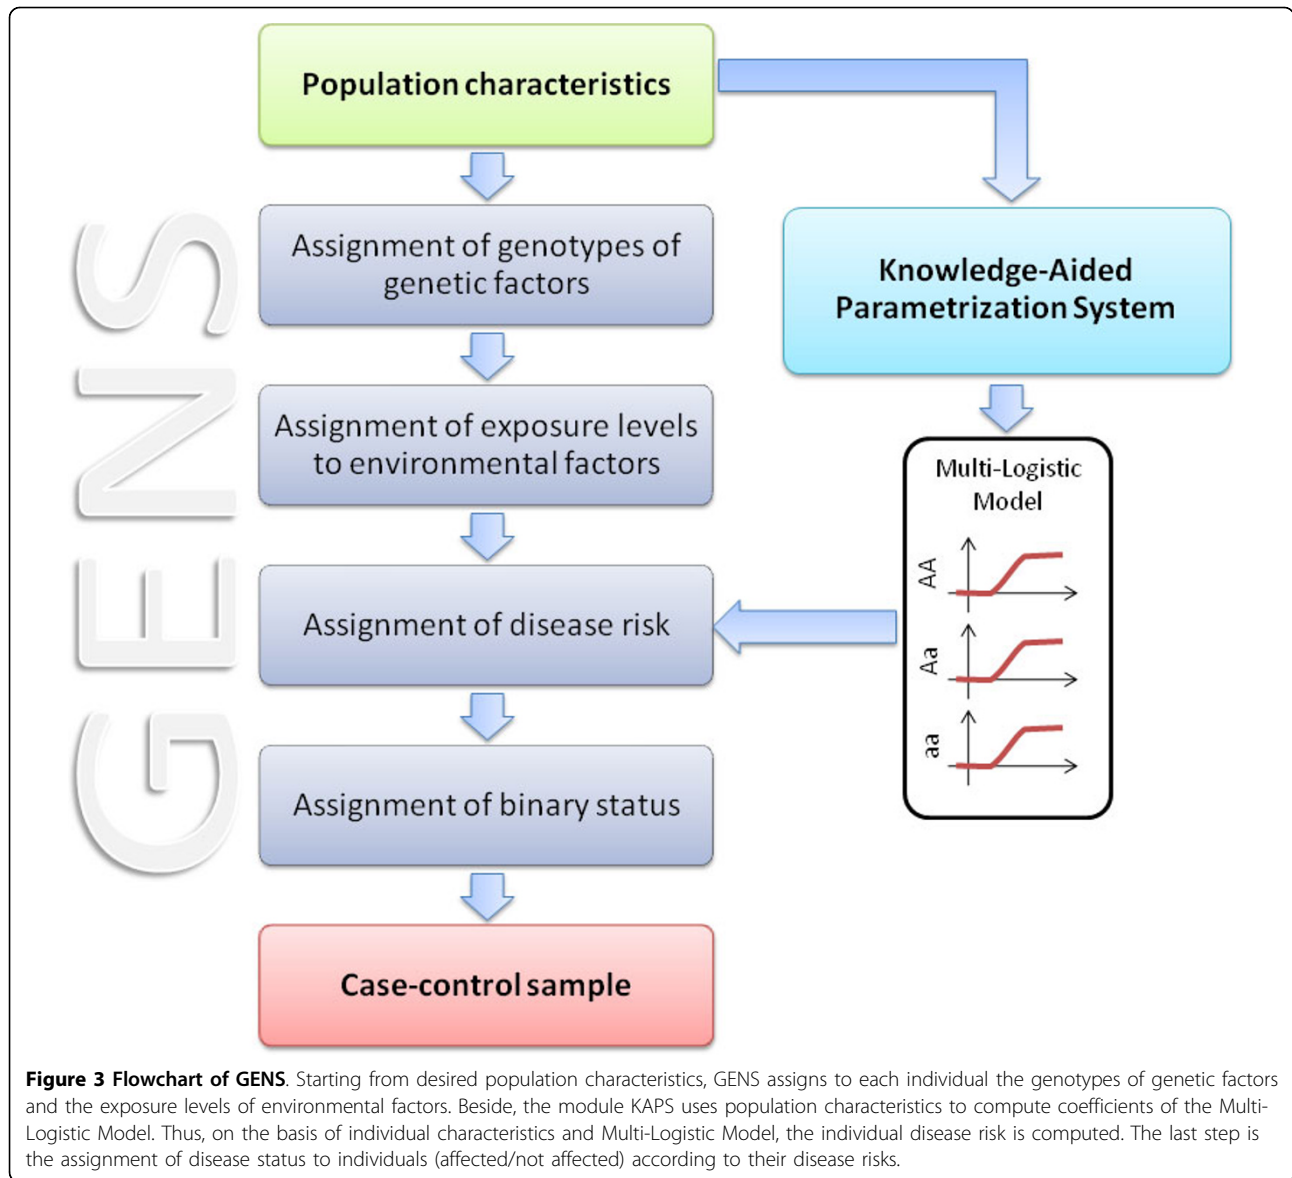 GENS
Population characteristics
Assignment of genotypes of
genetic factors
Assignment of exposure levels
to environmental factors
Assignment of disease risk
Assignment of binary status
Case-control sample
Knowledge-Aided
Parametrization System
Multi-Logistic
Model
AA
Aa
aa
Figure 3 Flowchart of GENS. Starting from desired population characteristics, GENS assigns to each individual the genotypes of genetic factors
and the exposure levels of environmental factors. Beside, the module KAPS uses population characteristics to compute coefficients of the Multi-
Logistic Model. Thus, on the basis of individual characteristics and Multi-Logistic Model, the individual disease risk is computed. The last step is
the assignment of disease status to individuals (affected/not affected) according to their disease risks.